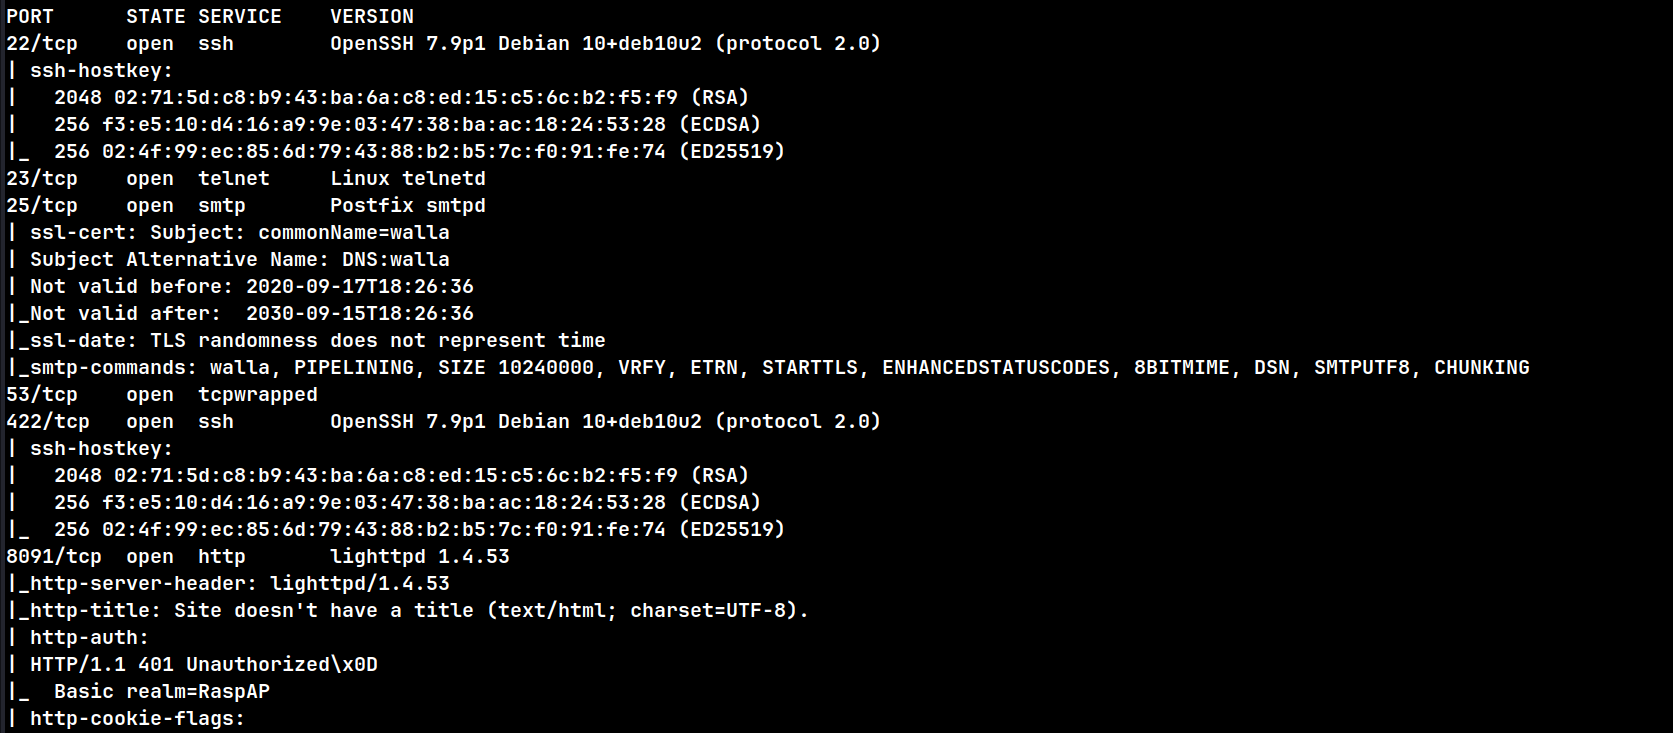 PORT      STATE SERVICE    VERSION
22/tcp    open  ssh        OpenSSH 7.9p1 Debian 10+deb10u2 (protocol 2.0)
| ssh-hostkey:
|   2048 02:71:5d:c8:b9:43:ba:6a:c8:ed:15:c5:6c:b2:f5:f9 (RSA)
|   256 f3:e5:10:d4:16:a9:9e:03:47:38:ba:ac:18:24:53:28 (ECDSA)
|_  256 02:4f:99:ec:85:6d:79:43:88:b2:b5:7c:f0:91:fe:74 (ED25519)
23/tcp    open  telnet     Linux telnetd
25/tcp    open  smtp       Postfix smtpd
| ssl-cert: Subject: commonName=walla
| Subject Alternative Name: DNS:walla
| Not valid before: 2020-09-17T18:26:36
|_Not valid after:  2030-09-15T18:26:36
|_ssl-date: TLS randomness does not represent time
|_smtp-commands: walla, PIPELINING, SIZE 10240000, VRFY, ETRN, STARTTLS, ENHANCEDSTATUSCODES, 8BITMIME, DSN, SMTPUTF8, CHUNKING
53/tcp    open  tcpwrapped
422/tcp   open  ssh        OpenSSH 7.9p1 Debian 10+deb10u2 (protocol 2.0)
| ssh-hostkey:
|   2048 02:71:5d:c8:b9:43:ba:6a:c8:ed:15:c5:6c:b2:f5:f9 (RSA)
|   256 f3:e5:10:d4:16:a9:9e:03:47:38:ba:ac:18:24:53:28 (ECDSA)
|_  256 02:4f:99:ec:85:6d:79:43:88:b2:b5:7c:f0:91:fe:74 (ED25519)
8091/tcp  open  http       lighttpd 1.4.53
|_http-server-header: lighttpd/1.4.53
|_http-title: Site doesn't have a title (text/html; charset=UTF-8).
| http-auth:
| HTTP/1.1 401 Unauthorized\x0D
|_  Basic realm=RaspAP
| http-cookie-flags: